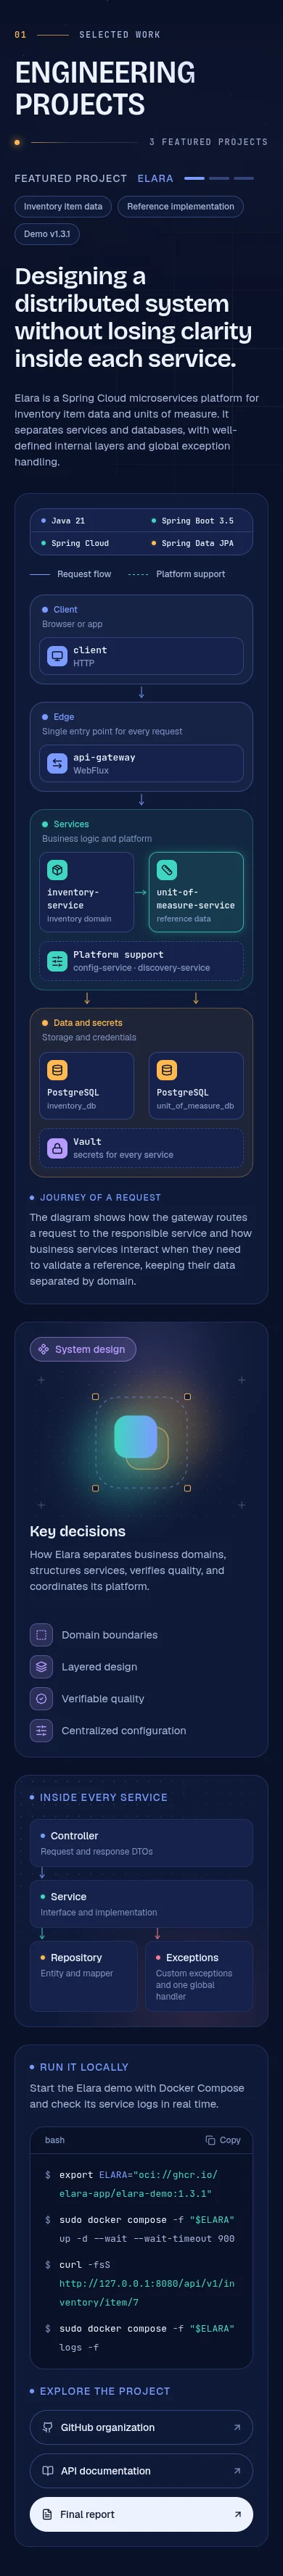 01 SELECTED WORK
ENGINEERING
PROJECTS
3 FEATURED PROJECTS
FEATURED PROJECT ELARA
Inventory item data Reference implementation
Demo v1.3.1
Designing a
distributed system
without losing clarity
inside each service.
Elara is a Spring Cloud microservices platform for
inventory item data and units of measure. It
separates services and databases, with well-
defined internal layers and global exception
handling.
Java 21 Spring Boot 3.5
Spring Cloud Spring Data JPA
Request flow Platform support
Client
Browser or app
client
HTTP
Edge
Single entry point for every request
api-gateway
WebFlux
Services
Business logic and platform
inventory-
service
inventory domain
unit-of-
measure-service
reference data
Platform support
config-service · discovery-service
Data and secrets
Storage and credentials
PostgreSQL
inventory_db
PostgreSQL
unit_of_measure_db
Vault
secrets for every service
JOURNEY OF A REQUEST
The diagram shows how the gateway routes
a request to the responsible service and how
business services interact when they need
to validate a reference, keeping their data
separated by domain.
System design
Key decisions
How Elara separates business domains,
structures services, verifies quality, and
coordinates its platform.
Domain boundaries
Layered design
Verifiable quality
Centralized configuration
INSIDE EVERY SERVICE
Controller
Request and response DTOs
Service
Interface and implementation
Repository
Entity and mapper
Exceptions
Custom exceptions
and one global
handler
RUN IT LOCALLY
Start the Elara demo with Docker Compose
and check its service logs in real time.
bash Copy
$ export ELARA="oci://ghcr.io/
elara-app/elara-demo:1.3.1"
$ sudo docker compose -f "$ELARA"
up -d --wait --wait-timeout 900
$ curl -fsS
http://127.0.0.1:8080/api/v1/in
ventory/item/7
$ sudo docker compose -f "$ELARA"
logs -f
EXPLORE THE PROJECT
GitHub organization
API documentation
Final report